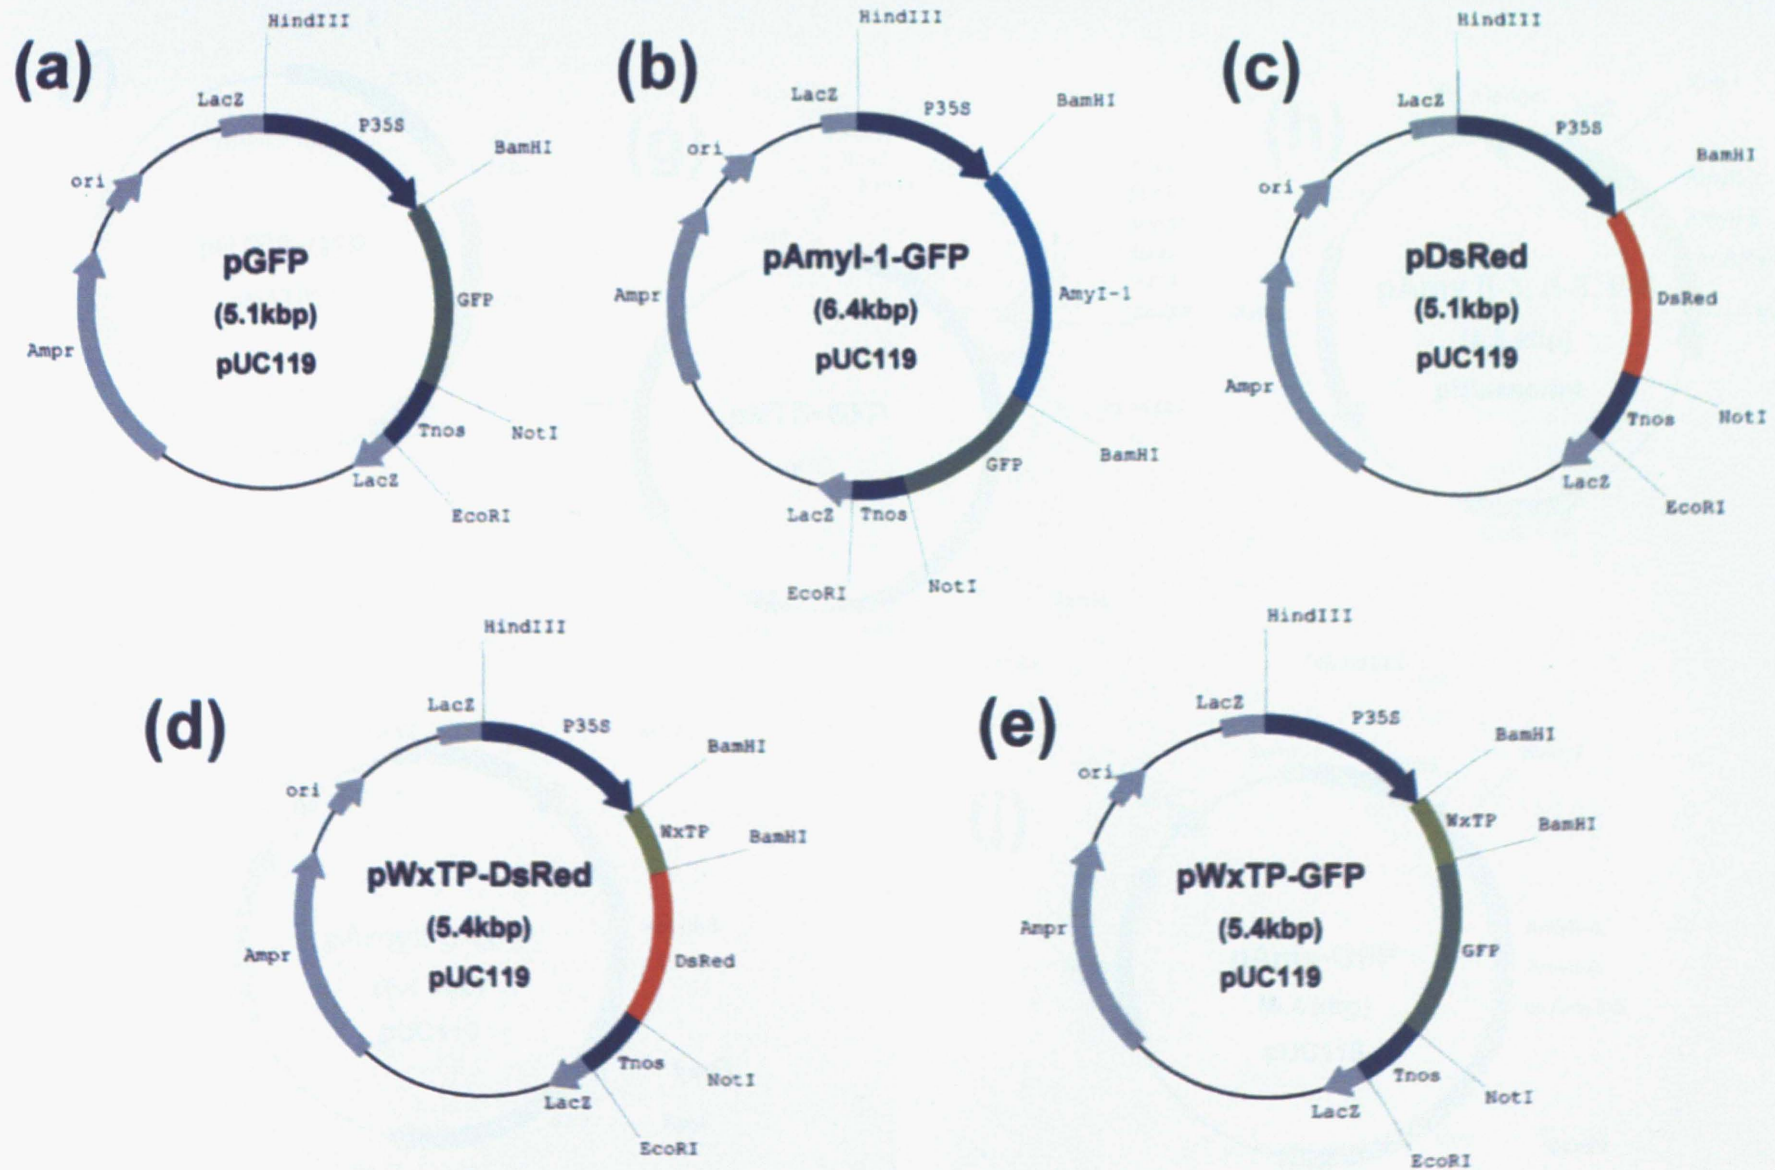 (a)
HindIII
LacZ
P35S
BamHI
ori
pGFP
(5.1kbp)
pUC119
GFP
Ampr
Tnos
NotI
LacZ
EcoRI
(b)
HindIII
LacZ
P35S
BamHI
ori
pAmyI-1-GFP
(6.4kbp)
pUC119
Ampr
AmyI-1
BamHI
GFP
LacZ
Tnos
EcoRI
NotI
(c)
HindIII
LacZ
P35S
BamHI
ori
pDsRed
(5.1kbp)
pUC119
DsRed
Ampr
Tnos
NotI
LacZ
EcoRI
(d)
HindIII
LacZ
P35S
BamHI
ori
WxTP
BamHI
pWxTP-DsRed
(5.4kbp)
pUC119
Ampr
DsRed
Tnos
NotI
LacZ
EcoRI
(e)
HindIII
LacZ
P35S
BamHI
ori
WxTP
BamHI
pWxTP-GFP
(5.4kbp)
pUC119
Ampr
GFP
Tnos
NotI
LacZ
EcoRI